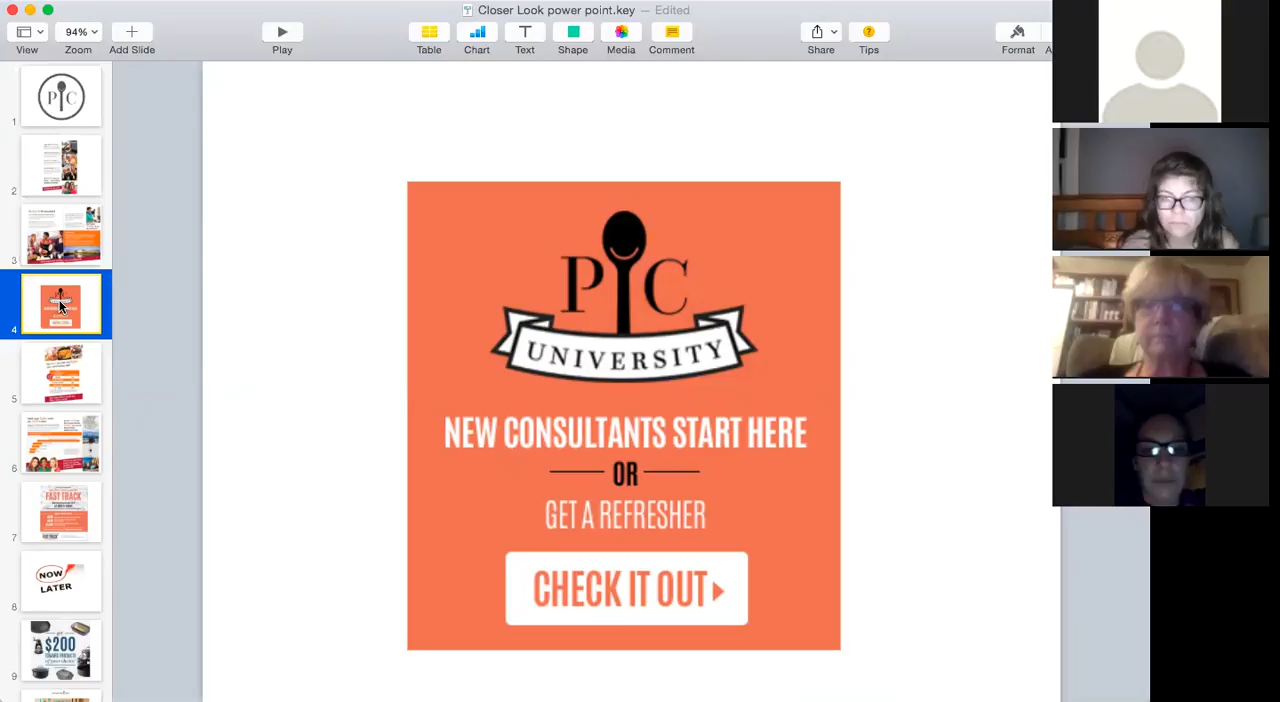 Closer Look power point.key — Edited
94%
View
Zoom
Add Slide
Play
Table
Chart
Text
Shape
Media
Comment
Share
Tips
Format
A
1
2
3
4
5
6
7
8
9
P C
FAST TRACK
NOW
LATER
$200
P C
UNIVERSITY
NEW CONSULTANTS START HERE
OR
GET A REFRESHER
CHECK IT OUT